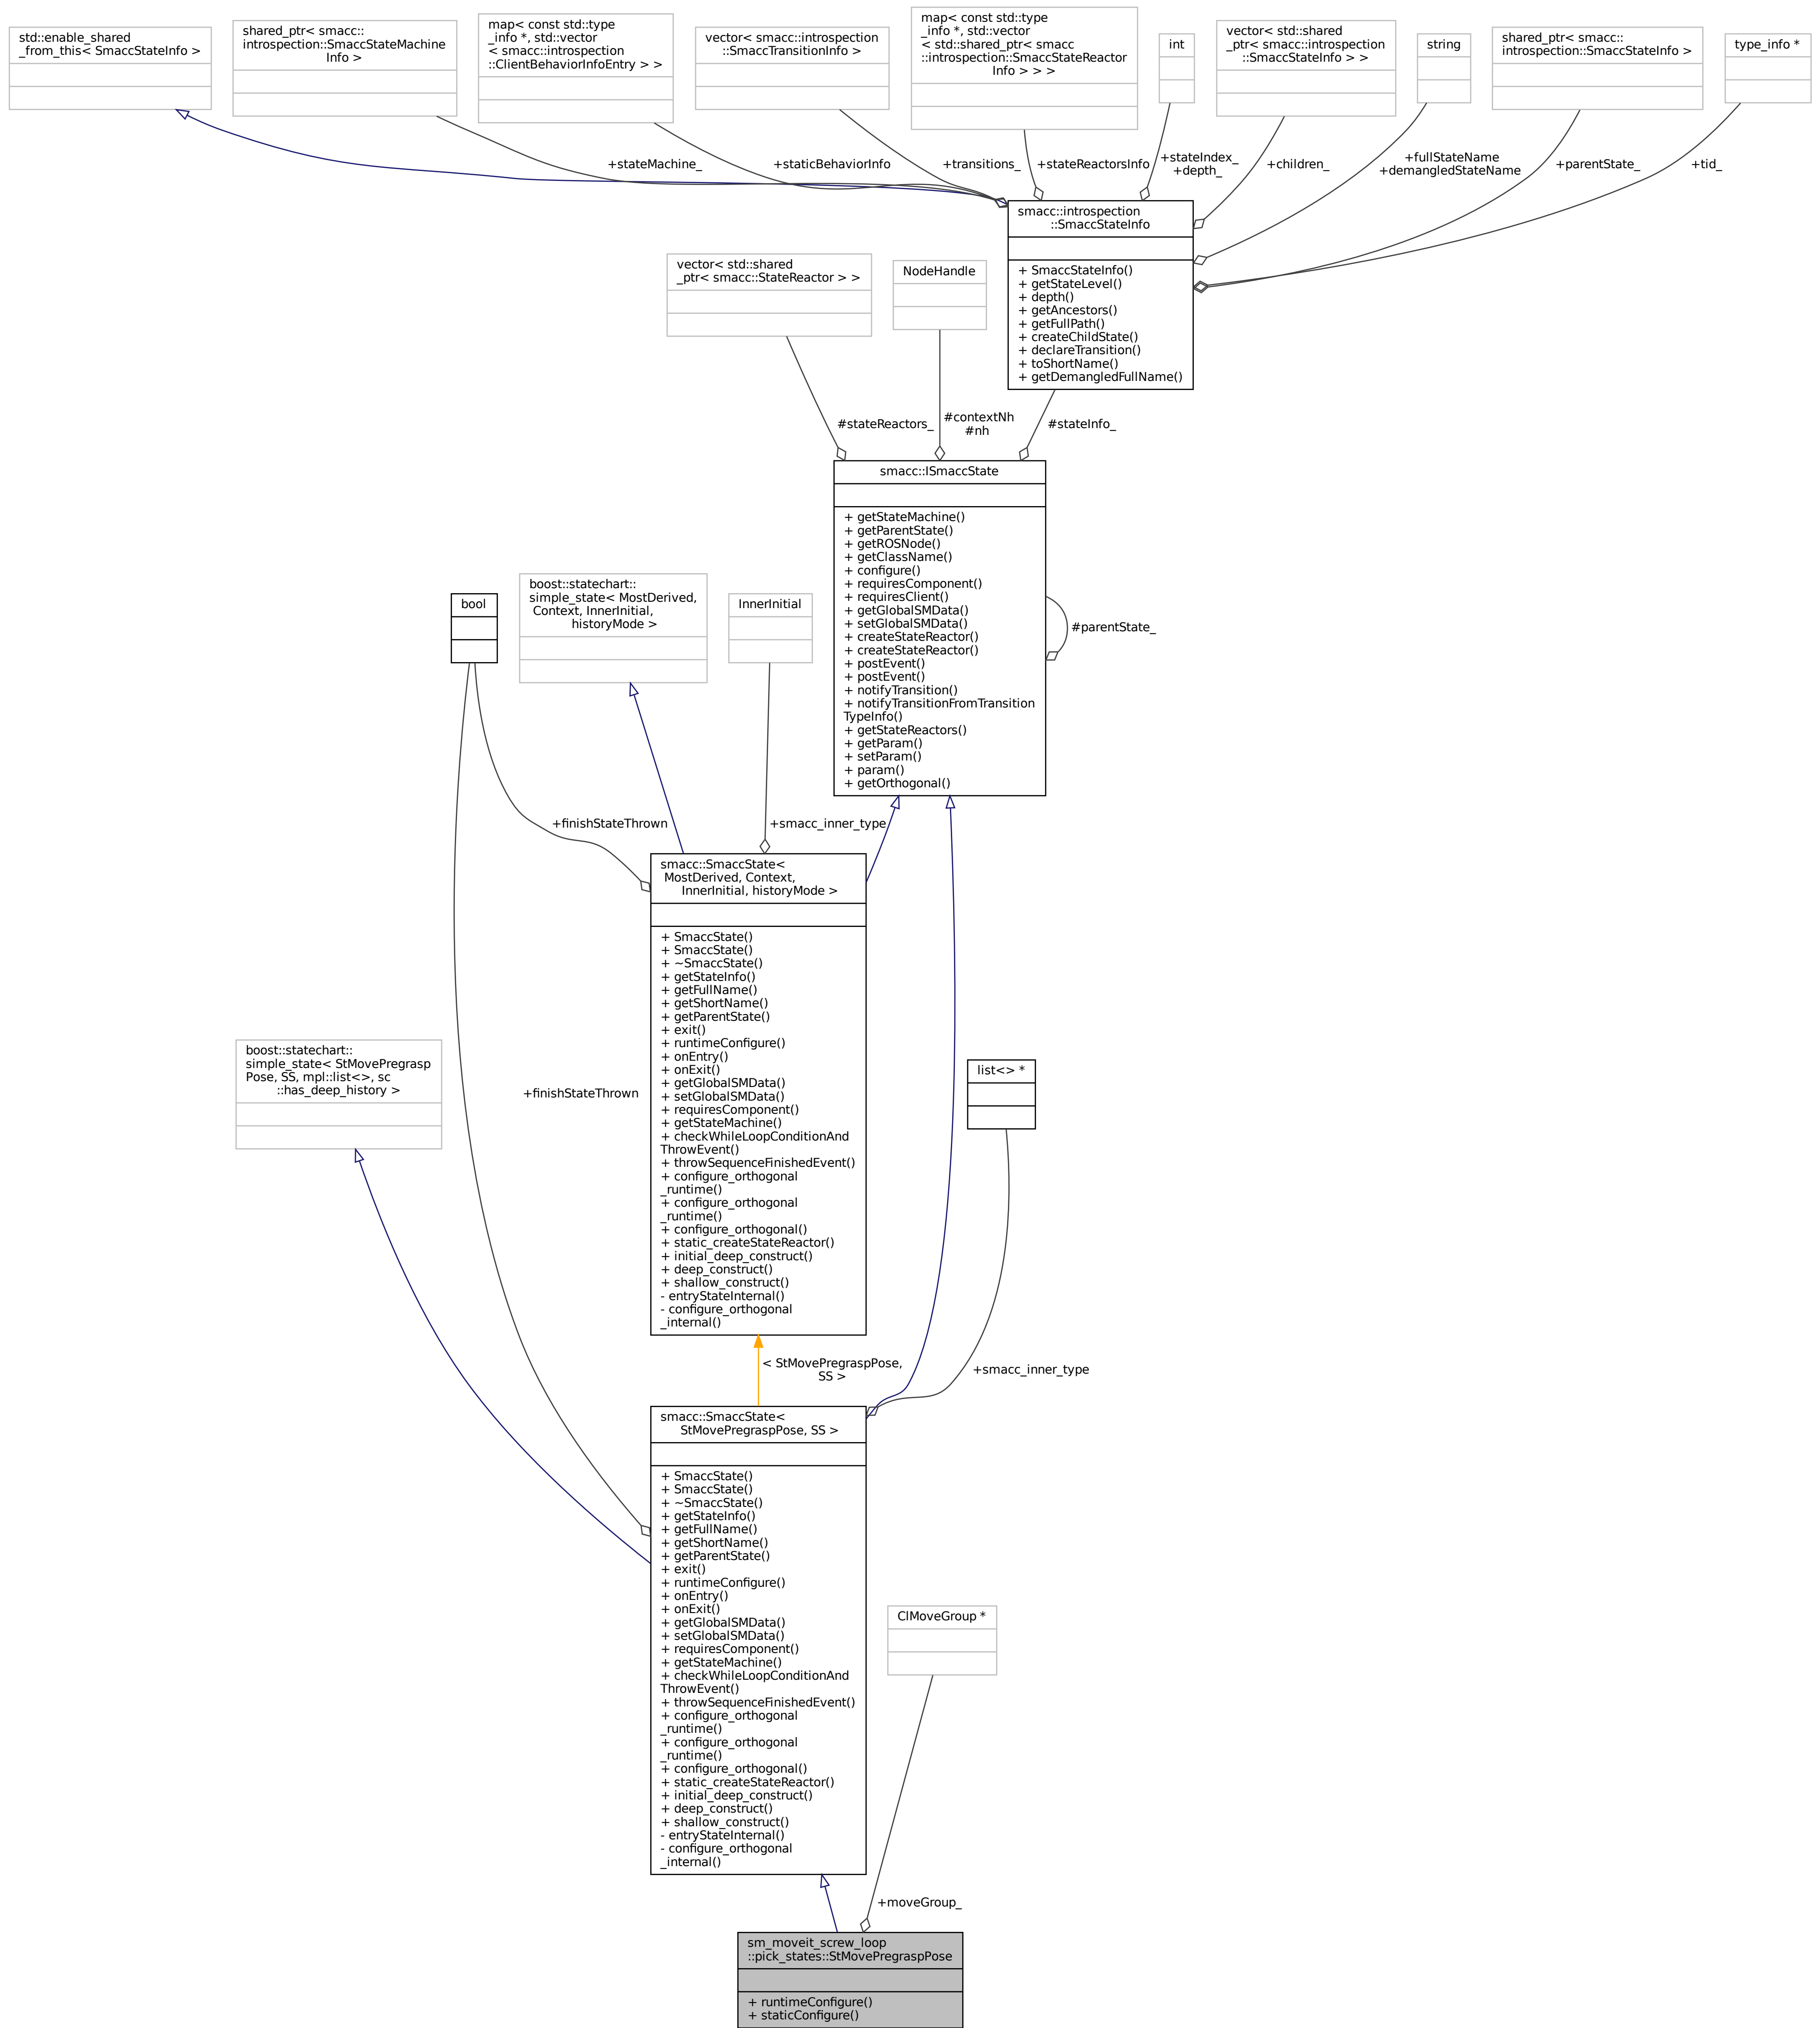 std::enable_shared
_from_this< SmaccStateInfo >
shared_ptr< smacc::
introspection::SmaccStateMachine
Info >
map< const std::type
_info *, std::vector
< smacc::introspection
::ClientBehaviorInfoEntry > >
vector< smacc::introspection
::SmaccTransitionInfo >
map< const std::type
_info *, std::vector
< std::shared_ptr< smacc
::introspection::SmaccStateReactor
Info > > >
int
vector< std::shared
_ptr< smacc::introspection
::SmaccStateInfo > >
string
shared_ptr< smacc::
introspection::SmaccStateInfo >
type_info *
+stateMachine_
+staticBehaviorInfo
+transitions_
+stateReactorsInfo
+stateIndex_
+depth_
+children_
+fullStateName
+demangledStateName
+parentState_
+tid_
smacc::introspection
::SmaccStateInfo
+ SmaccStateInfo()
+ getStateLevel()
+ depth()
+ getAncestors()
+ getFullPath()
+ createChildState()
+ declareTransition()
+ toShortName()
+ getDemangledFullName()
vector< std::shared
_ptr< smacc::StateReactor > >
NodeHandle
#stateReactors_
#contextNh
#nh
#stateInfo_
smacc::ISmaccState
+ getStateMachine()
+ getParentState()
+ getROSNode()
+ getClassName()
+ configure()
+ requiresComponent()
+ requiresClient()
+ getGlobalSMData()
+ setGlobalSMData()
+ createStateReactor()
+ createStateReactor()
+ postEvent()
+ postEvent()
+ notifyTransition()
+ notifyTransitionFromTransition
TypeInfo()
+ getStateReactors()
+ getParam()
+ setParam()
+ param()
+ getOrthogonal()
#parentState_
bool
boost::statechart::
simple_state< MostDerived,
Context, InnerInitial,
historyMode >
InnerInitial
+finishStateThrown
+smacc_inner_type
smacc::SmaccState<
MostDerived, Context,
InnerInitial, historyMode >
+ SmaccState()
+ SmaccState()
+ ~SmaccState()
+ getStateInfo()
+ getFullName()
+ getShortName()
+ getParentState()
+ exit()
+ runtimeConfigure()
+ onEntry()
+ onExit()
+ getGlobalSMData()
+ setGlobalSMData()
+ requiresComponent()
+ getStateMachine()
+ checkWhileLoopConditionAnd
ThrowEvent()
+ throwSequenceFinishedEvent()
+ configure_orthogonal
_runtime()
+ configure_orthogonal
_runtime()
+ configure_orthogonal()
+ static_createStateReactor()
+ initial_deep_construct()
+ deep_construct()
+ shallow_construct()
- entryStateInternal()
- configure_orthogonal
_internal()
boost::statechart::
simple_state< StMovePregrasp
Pose, SS, mpl::list<>, sc
::has_deep_history >
+finishStateThrown
list<> *
< StMovePregraspPose,
SS >
+smacc_inner_type
smacc::SmaccState<
StMovePregraspPose, SS >
+ SmaccState()
+ SmaccState()
+ ~SmaccState()
+ getStateInfo()
+ getFullName()
+ getShortName()
+ getParentState()
+ exit()
+ runtimeConfigure()
+ onEntry()
+ onExit()
+ getGlobalSMData()
+ setGlobalSMData()
+ requiresComponent()
+ getStateMachine()
+ checkWhileLoopConditionAnd
ThrowEvent()
+ throwSequenceFinishedEvent()
+ configure_orthogonal
_runtime()
+ configure_orthogonal
_runtime()
+ configure_orthogonal()
+ static_createStateReactor()
+ initial_deep_construct()
+ deep_construct()
+ shallow_construct()
- entryStateInternal()
- configure_orthogonal
_internal()
ClMoveGroup *
+moveGroup_
sm_moveit_screw_loop
::pick_states::StMovePregraspPose
+ runtimeConfigure()
+ staticConfigure()